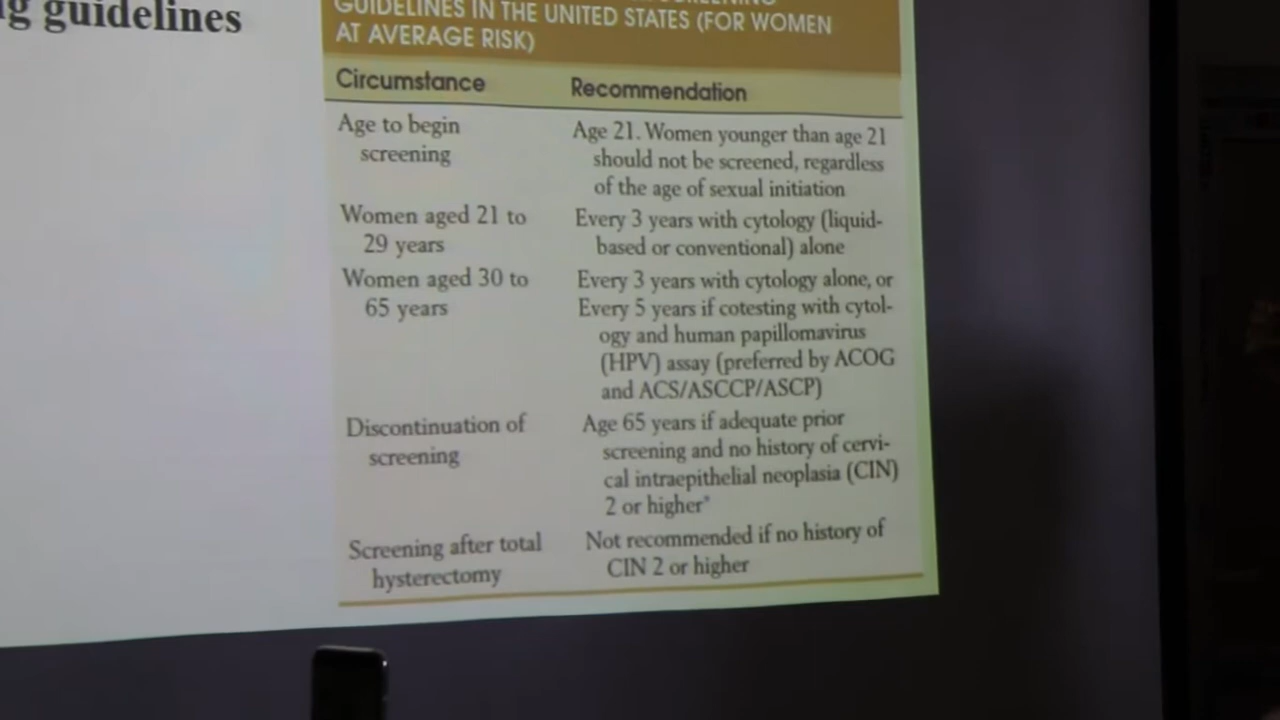 guidelines
GUIDELINES IN THE UNITED STATES (FOR WOMEN
AT AVERAGE RISK)
Circumstance Recommendation
Age to begin Age 21. Women younger than age 21
screening should not be screened, regardless
of the age of sexual initiation
Women aged 21 to Every 3 years with cytology (liquid-
29 years based or conventional) alone
Women aged 30 to Every 3 years with cytology alone, or
65 years Every 5 years if cotesting with cytol-
ogy and human papillomavirus
(HPV) assay (preferred by ACOG
and ACS/ASCCP/ASCP)
Discontinuation of Age 65 years if adequate prior
screening screening and no history of cervi-
cal intraepithelial neoplasia (CIN)
2 or higher*
Screening after total Not recommended if no history of
hysterectomy CIN 2 or higher